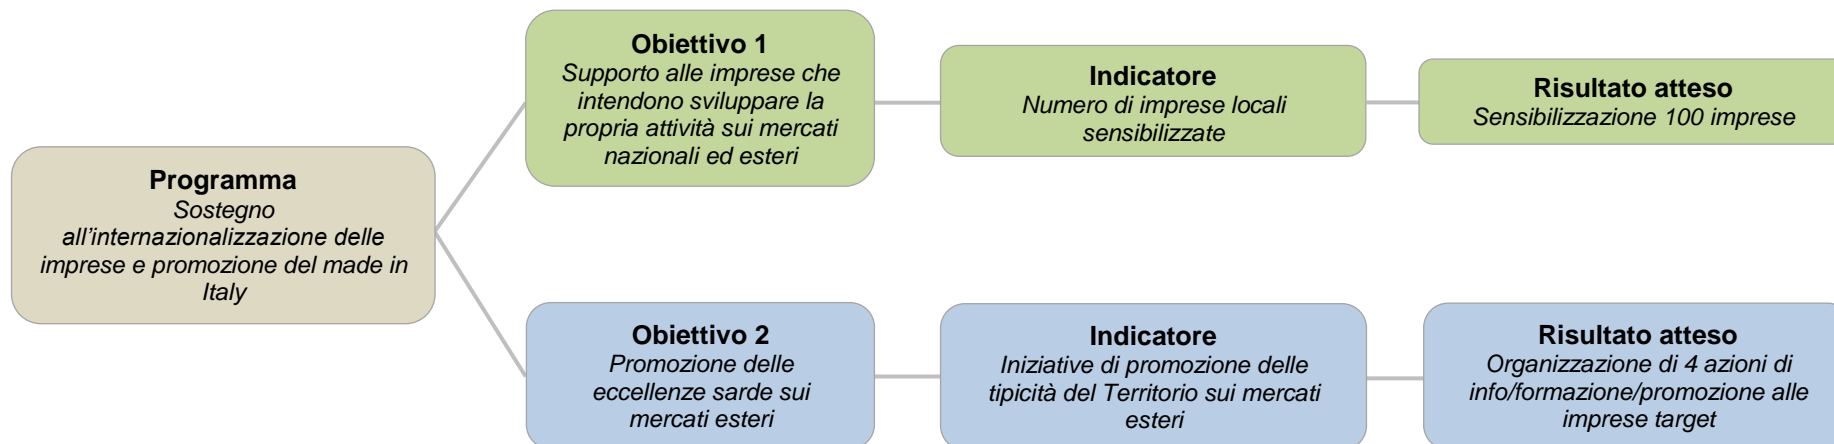 Programma
Sostegno
all’internazionalizzazione delle
imprese e promozione del made in
Italy
Obiettivo 1
Supporto alle imprese che
intendono sviluppare la
propria attività sui mercati
nazionali ed esteri
Indicatore
Numero di imprese locali
sensibilizzate
Risultato atteso
Sensibilizzazione 100 imprese
Obiettivo 2
Promozione delle
eccellenze sarde sui
mercati esteri
Indicatore
Iniziative di promozione delle
tipicità del Territorio sui mercati
esteri
Risultato atteso
Organizzazione di 4 azioni di
info/formazione/promozione alle
imprese target